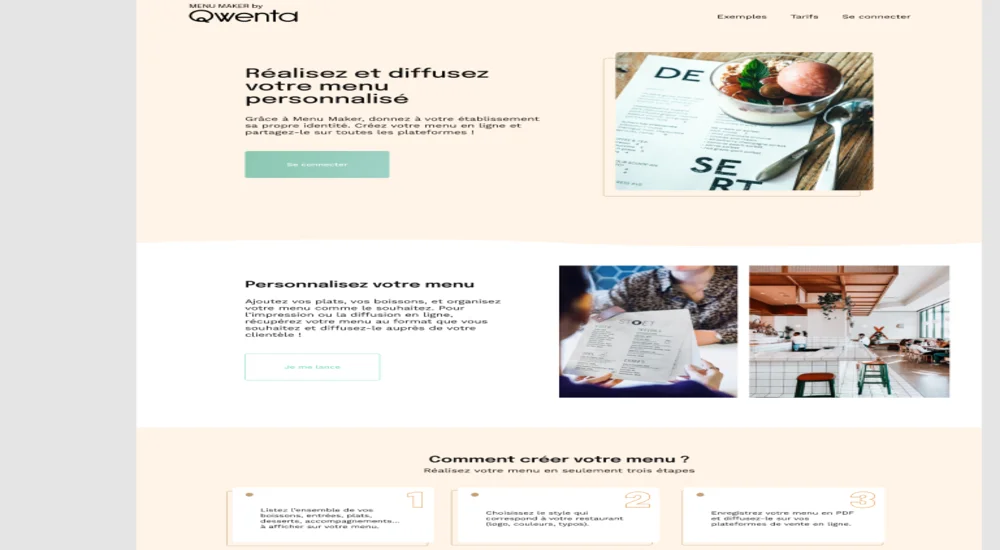 MENU MAKER by
Qwenta
Exemples Tarifs Se connecter
Réalisez et diffusez
votre menu
personnalisé
Grâce à Menu Maker, donnez à votre établissement
sa propre identité. Créez votre menu en ligne et
partagez-le sur toutes les plateformes !
Se connecter
DE
SE
RT
Personnalisez votre menu
Ajoutez vos plats, vos boissons, et organisez
votre menu comme le souhaitez. Pour
l'impression ou la diffusion en ligne,
récupérez votre menu au format que vous
souhaitez et diffusez-le auprès de votre
clientèle !
Je me lance
Comment créer votre menu ?
Réalisez votre menu en seulement trois étapes
1
Listez l'ensemble de vos
boissons, entrées, plats,
desserts, accompagnements...
à afficher sur votre menu.
2
Choisissez le style qui
correspond à votre restaurant
(logo, couleurs, typos).
3
Enregistrez votre menu en PDF
et diffusez-le sur vos
plateformes de vente en ligne.